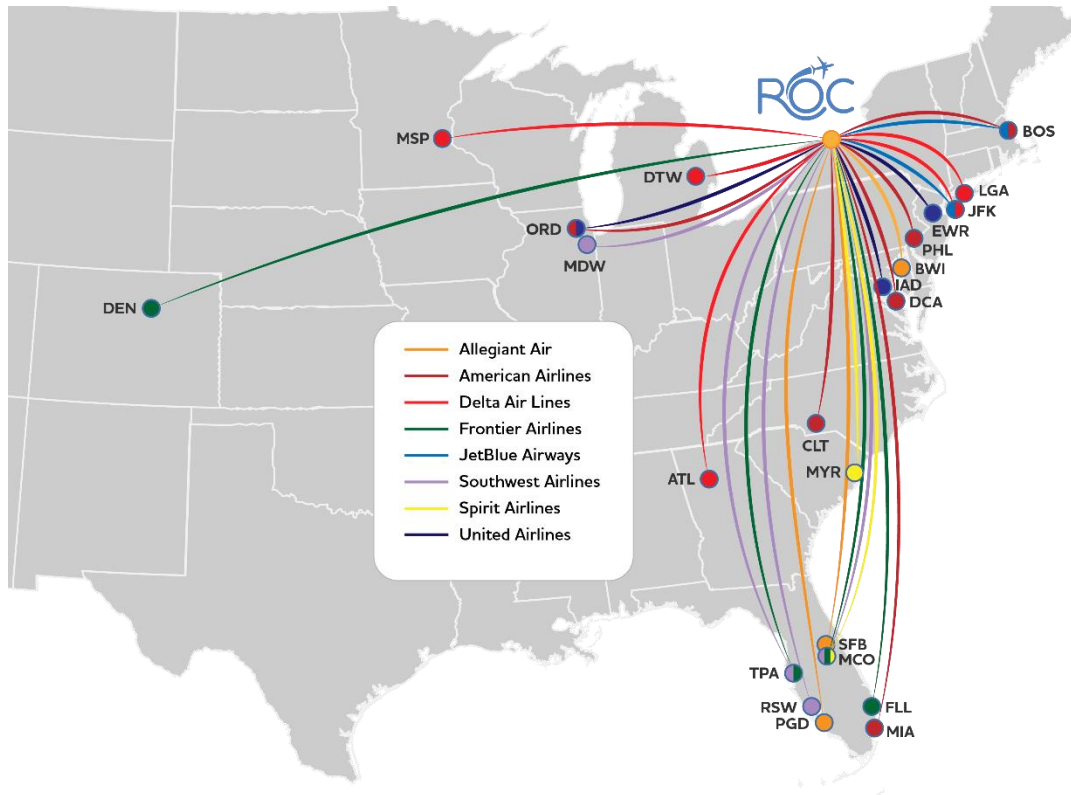 ROC
MSP
BOS
DTW
LGA
JFK
ORD
EWR
PHL
MDW
BWI
IAD
DCA
DEN
Allegiant Air
American Airlines
Delta Air Lines
Frontier Airlines
JetBlue Airways
Southwest Airlines
Spirit Airlines
United Airlines
CLT
ATL
MYR
SFB
MCO
TPA
RSW
FLL
PGD
MIA